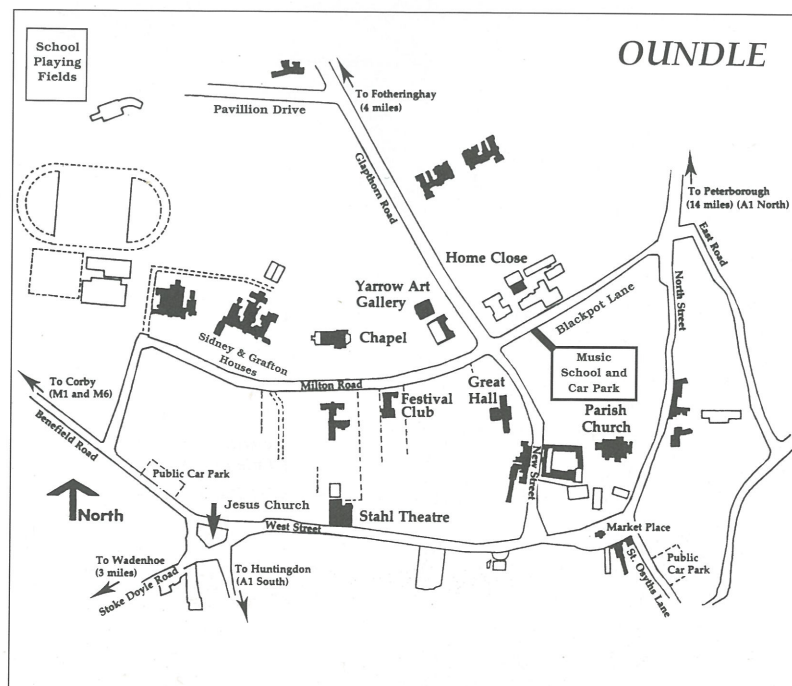 School
Playing
Fields
OUNDLE
To Fotheringhay
(4 miles)
Pavillion Drive
Glapthorn Road
To Peterborough
(14 miles) (A1 North)
East Road
Home Close
North Street
Yarrow Art
Gallery
Blackpot Lane
Chapel
Sidney & Grafton
Houses
Music
School and
Car Park
To Corby
(M1 and M6)
Milton Road
Great
Hall
Festival
Club
Parish
Church
Benefield Road
Public Car Park
New Street
North
Jesus Church
Stahl Theatre
West Street
Market Place
To Wadenhoe
(3 miles)
Stoke Doyle Road
To Huntingdon
(A1 South)
St. Osyths Lane
Public
Car Park